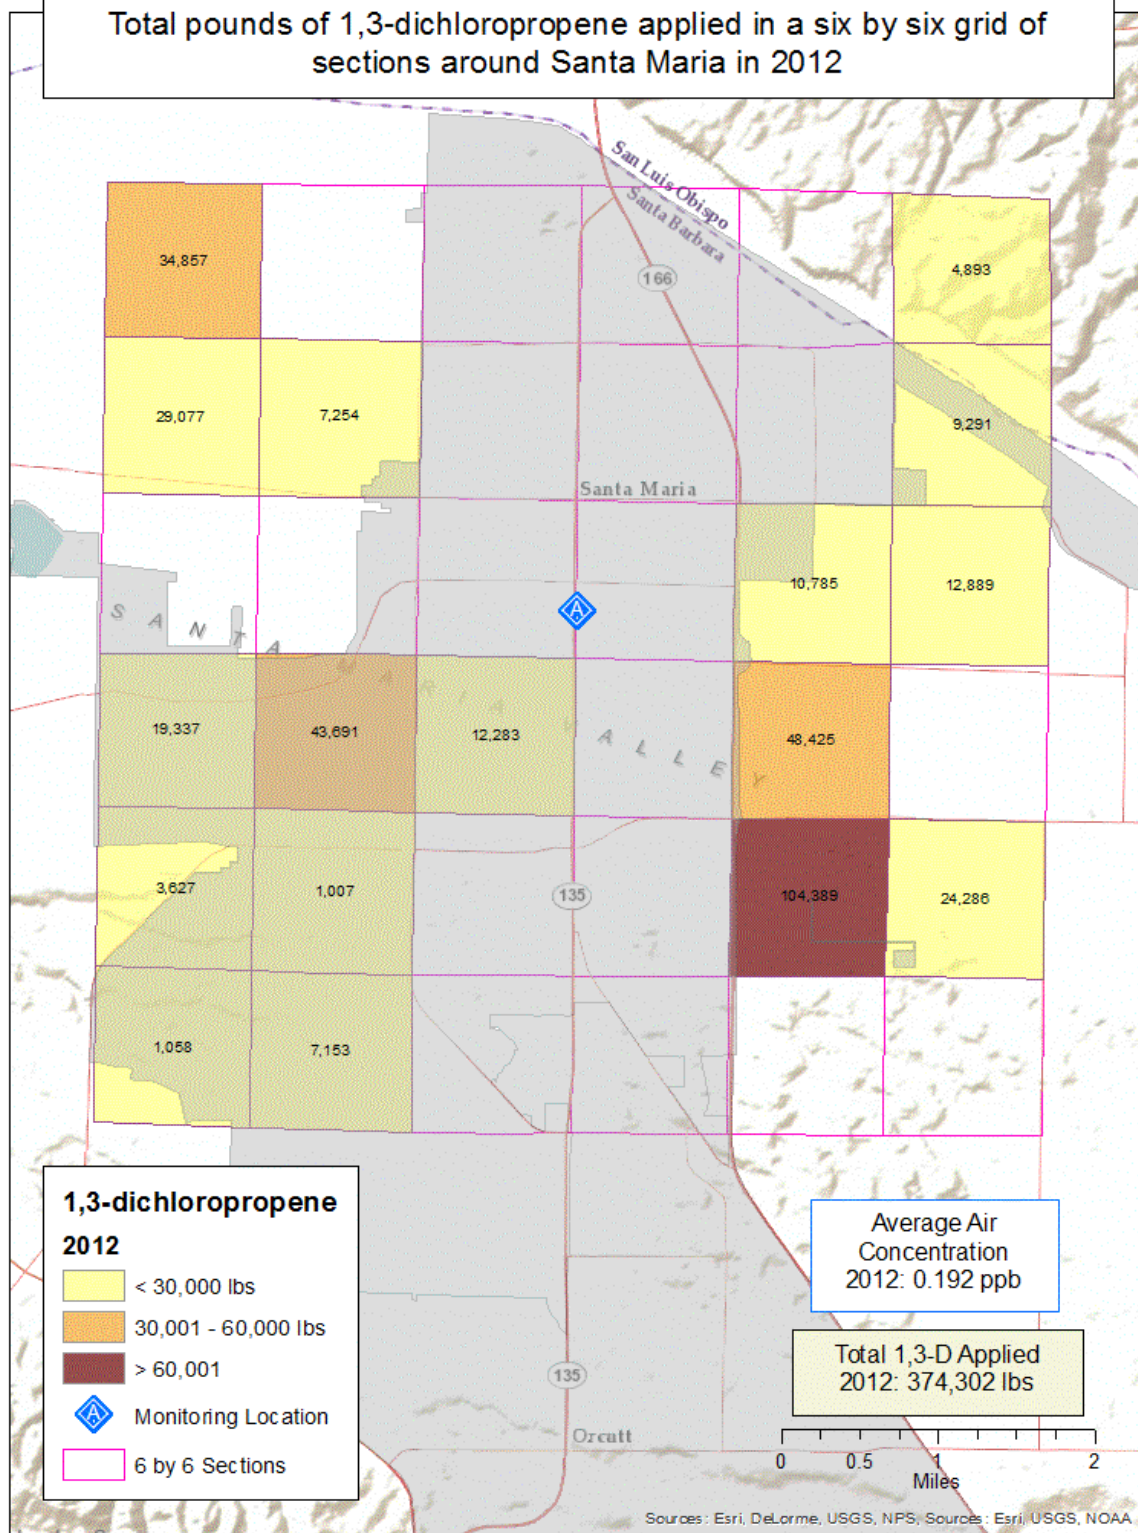 Total pounds of 1,3-dichloropropene applied in a six by six grid of
sections around Santa Maria in 2012
San Luis Obispo
Santa Barbara
166
34,857
4,893
29,077
7,254
9,291
Santa Maria
10,785
12,889
A
SANTA MARIA VALLEY
19,337
43,691
12,283
48,425
3,627
1,007
135
104,389
24,286
1,058
7,153
1,3-dichloropropene
2012
< 30,000 lbs
30,001 - 60,000 lbs
> 60,001
A
Monitoring Location
6 by 6 Sections
Average Air
Concentration
2012: 0.192 ppb
Total 1,3-D Applied
2012: 374,302 lbs
135
Orcutt
0 0.5 1 2
Miles
Sources: Esri, DeLorme, USGS, NPS, Sources: Esri, USGS, NOAA